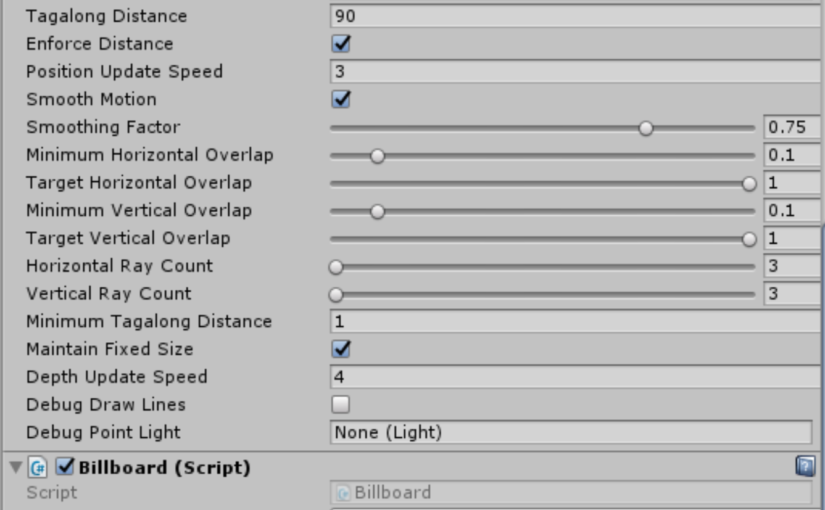 Tagalong Distance 90
Enforce Distance
Position Update Speed 3
Smooth Motion
Smoothing Factor 0.75
Minimum Horizontal Overlap 0.1
Target Horizontal Overlap 1
Minimum Vertical Overlap 0.1
Target Vertical Overlap 1
Horizontal Ray Count 3
Vertical Ray Count 3
Minimum Tagalong Distance 1
Maintain Fixed Size
Depth Update Speed 4
Debug Draw Lines
Debug Point Light None (Light)
Billboard (Script)
Script Billboard